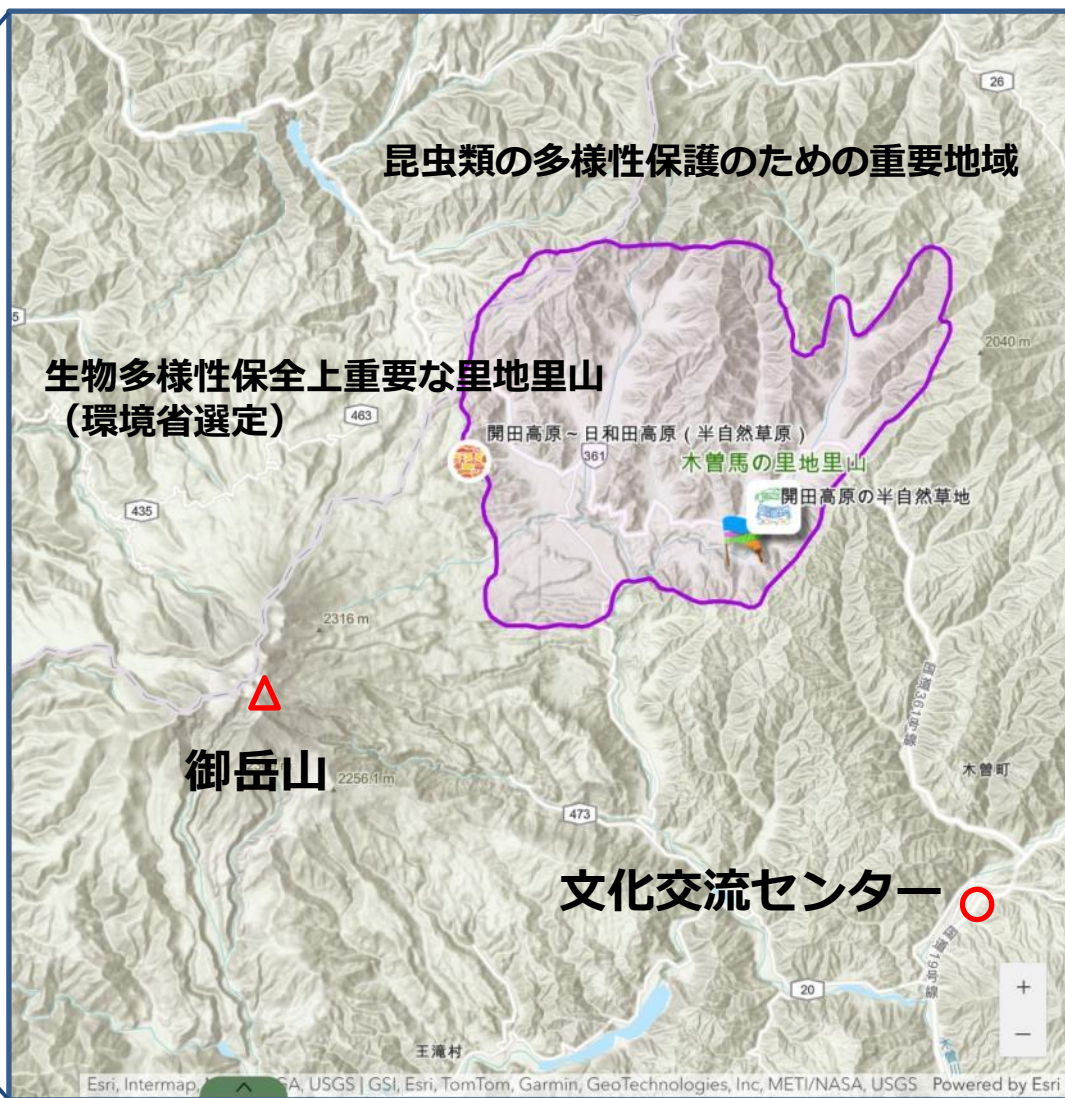 26
昆虫類の多様性保護のための重要地域
5
2040 m
生物多様性保全上重要な里地里山
（環境省選定）
463
開田高原～日和田高原（半自然草原）
361
木曽馬の里地里山
開田高原の半自然草地
435
2316 m
国道361号線
御岳山
2256.1 m
木曽町
473
文化交流センター
国道19号線
20
+
−
木曽
王滝村
Esri, Intermap, USGS | GSI, Esri, TomTom, Garmin, GeoTechnologies, Inc, METI/NASA, USGS Powered by Esri